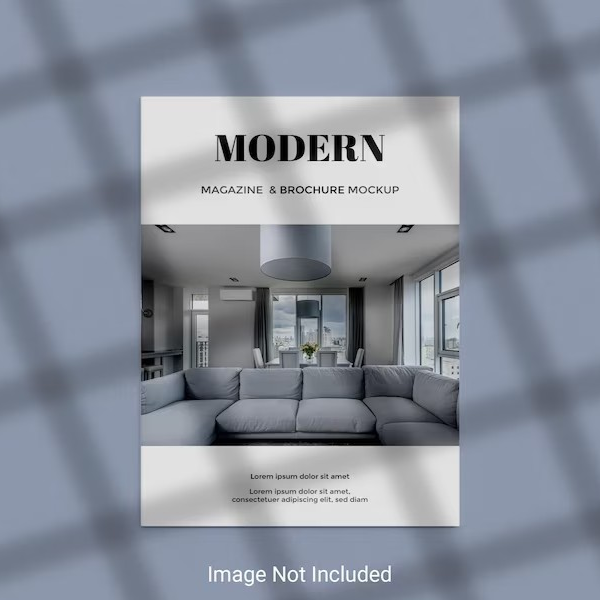 MODERN
MAGAZINE & BROCHURE MOCKUP
Lorem ipsum dolor sit amet
Lorem ipsum dolor sit amet,
consectetuer adipiscing elit, sed diam
Image Not Included